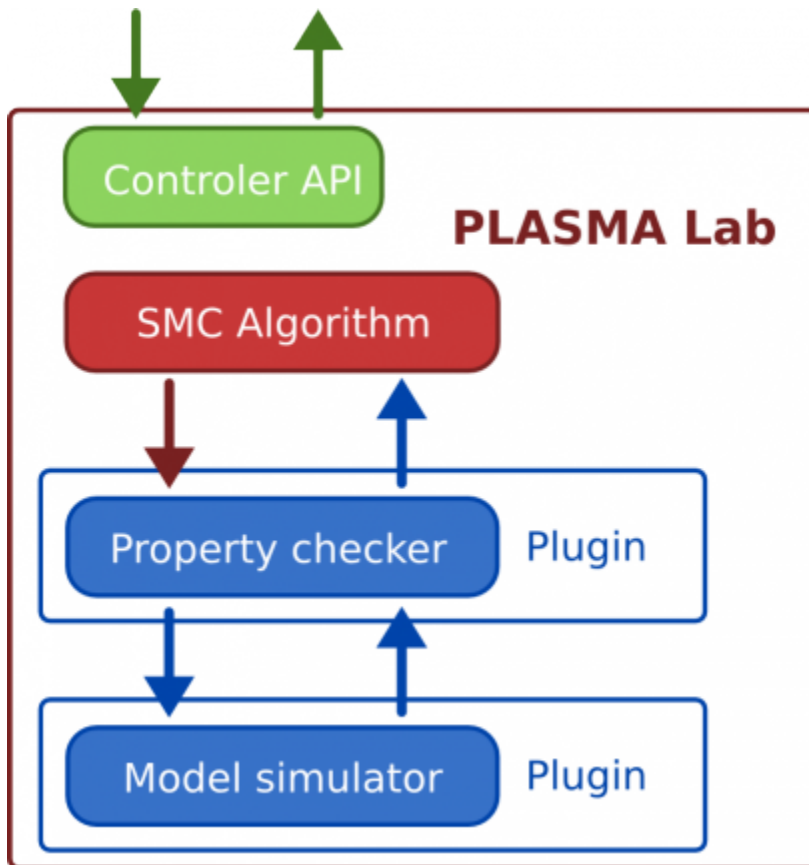 Controler API
PLASMA Lab
SMC Algorithm
Property checker
Plugin
Model simulator
Plugin